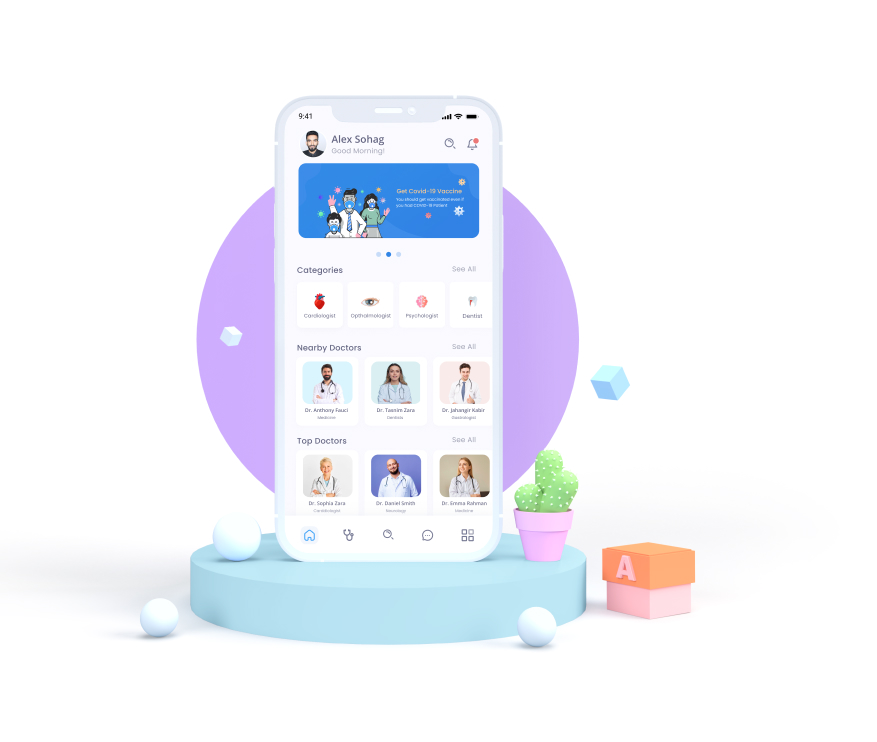 9:41
Alex Sohag
Good Morning!
Get Covid-19 Vaccine
You should get vaccinated even if
you had COVID-19 Patient
Categories See All
Cardiologist Opthalmologist Psychologist Dentist
Nearby Doctors See All
Dr. Anthony Fauci Dr. Tasnim Zara Dr. Jahangir Kabir
Medicine Dentists Radiologist
Top Doctors See All
Dr. Sophia Zara Dr. Daniel Smith Dr. Emma Rahman
Cardiologist Neurology Medicine
A